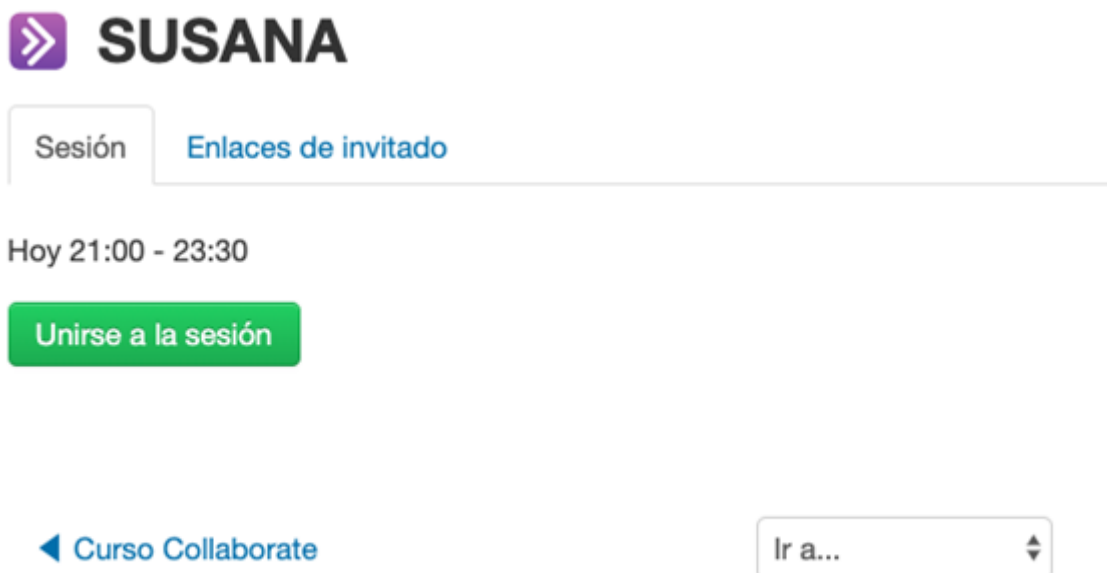 SUSANA
Sesión Enlaces de invitado
Hoy 21:00 - 23:30
Unirse a la sesión
Curso Collaborate Ir a...